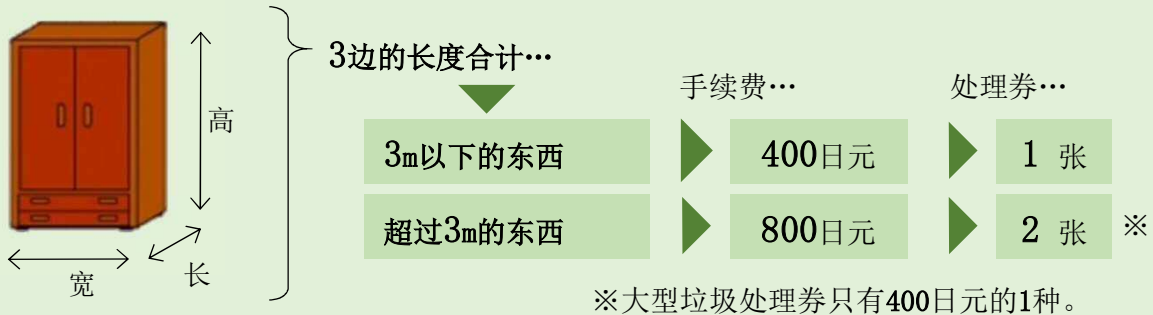 高
长
宽
3边的长度合计…
手续费…
处理券…
3m以下的东西
400日元
1 张
超过3m的东西
800日元
2 张 ※
※大型垃圾处理券只有400日元的1种。